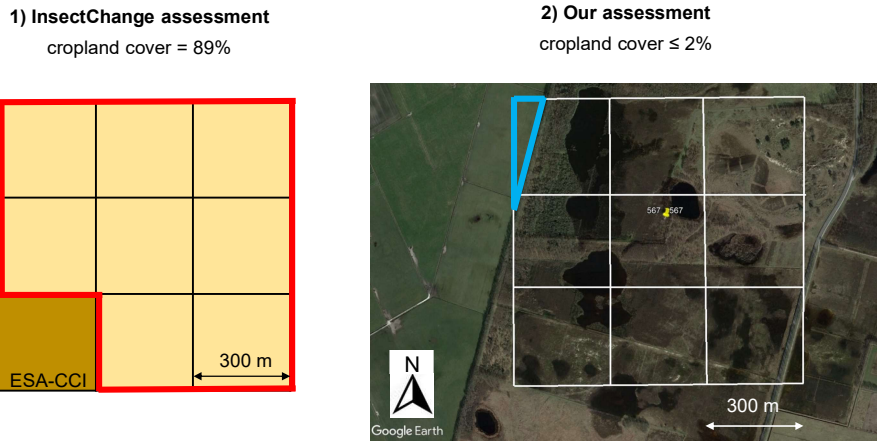 1) InsectChange assessment
cropland cover = 89%
ESA-CCI
300 m
2) Our assessment
cropland cover ≤ 2%
567 567
N
Google Earth
300 m